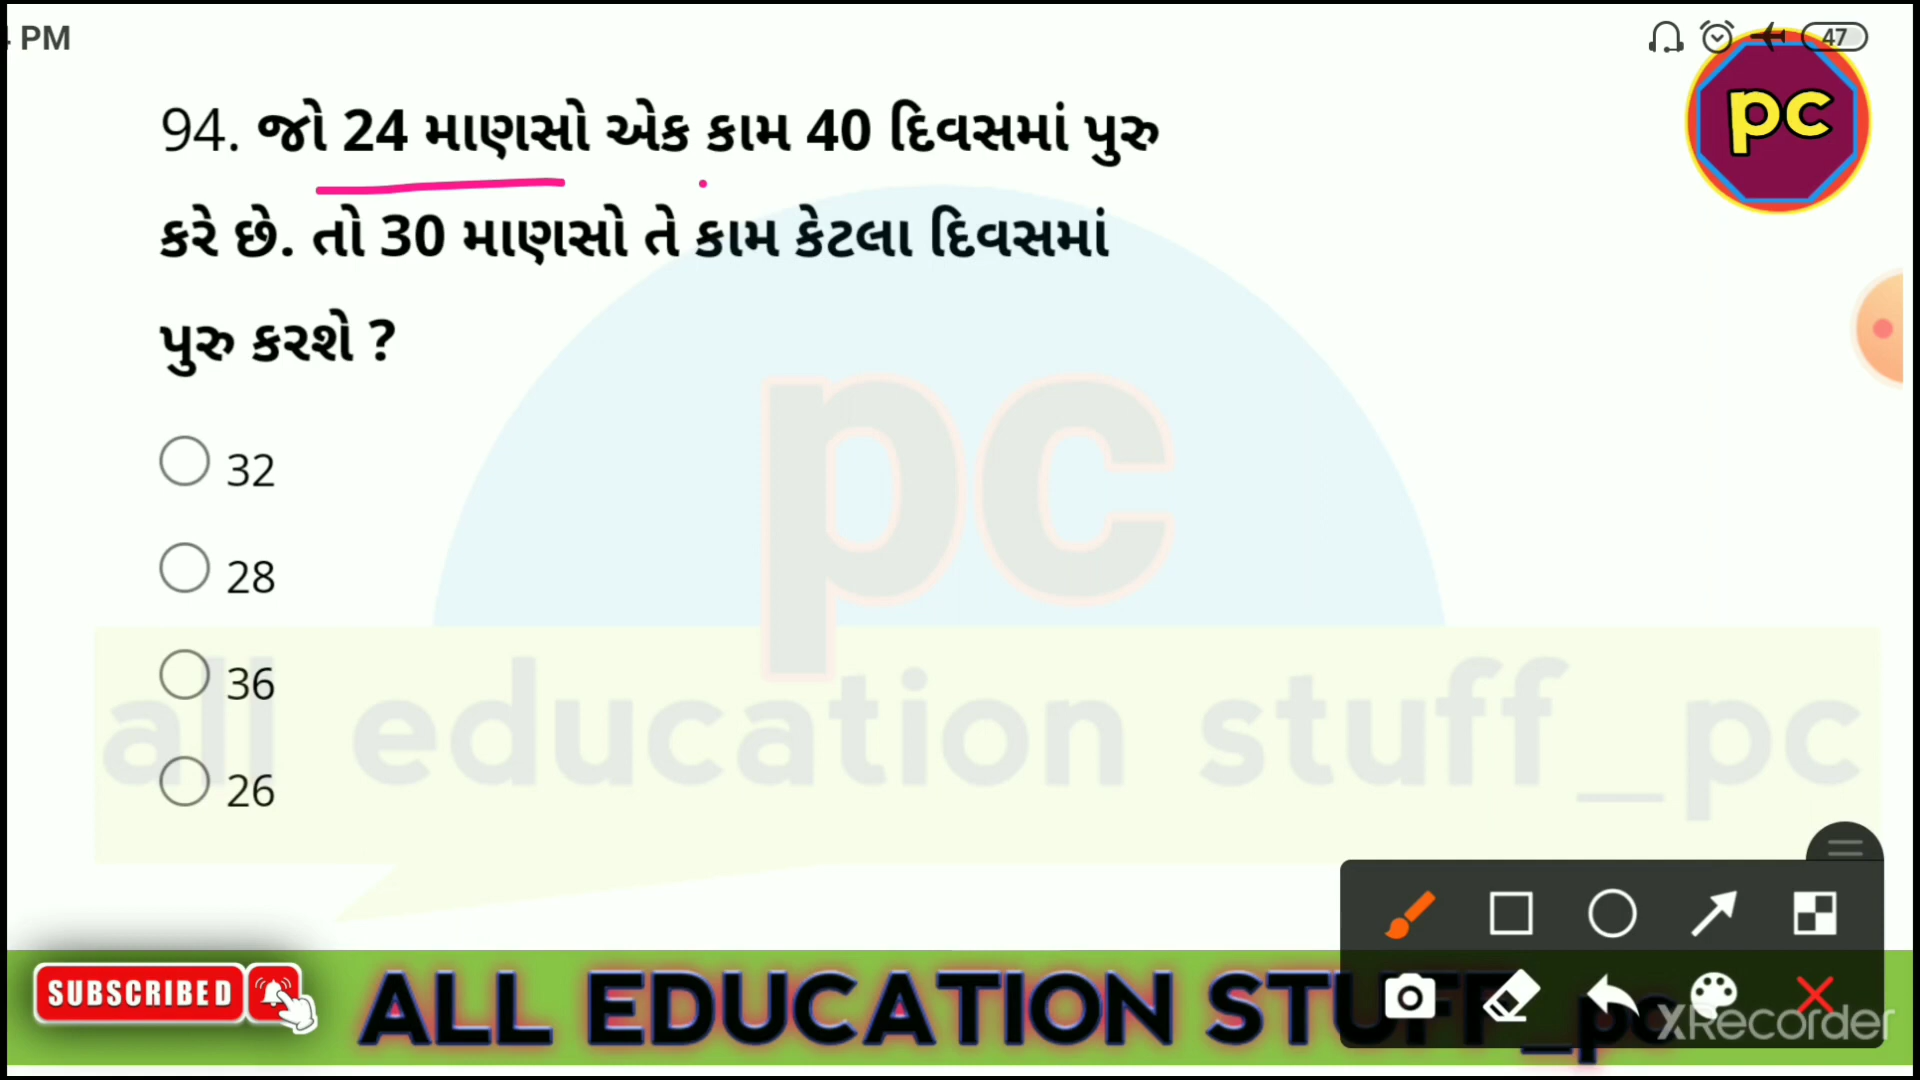 PM
47
pc
94. જો 24 માણસો એક કામ 40 દિવસમાં પુરુ
કરે છે. તો 30 માણસો તે કામ કેટલા દિવસમાં
પુરુ કરશે ?
32
28
36
26
pc
all education stuff_pc
SUBSCRIBED
ALL EDUCATION STUFF_pc
XRecorder